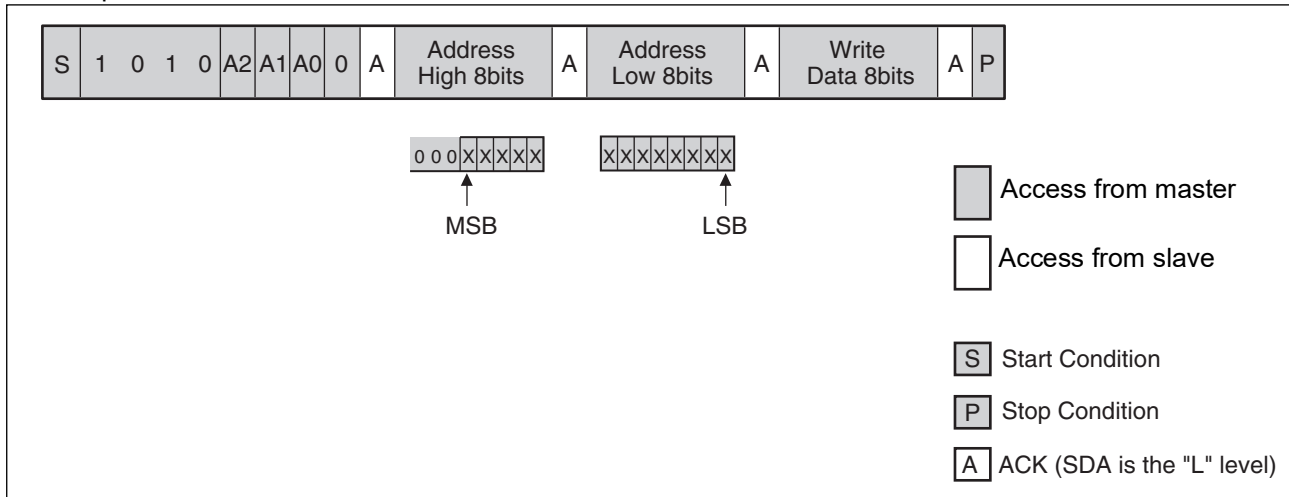 S 1 0 1 0 A2 A1 A0 0 A Address High 8bits A Address Low 8bits A Write Data 8bits A P
0 0 0 X X X X X X X X X X X X X
MSB LSB
Access from master
Access from slave
S Start Condition
P Stop Condition
A ACK (SDA is the "L" level)